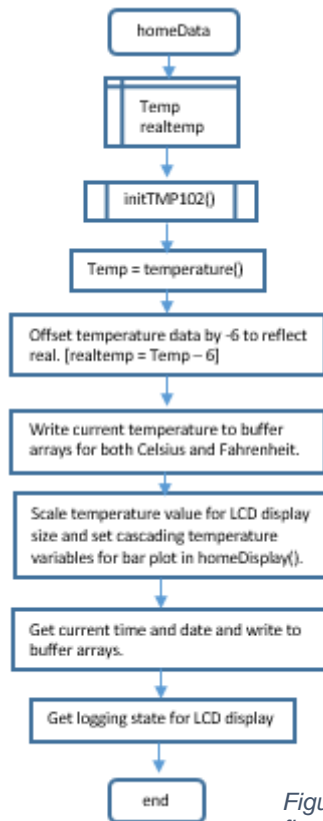 homeData
Temp
realtemp
initTMP102()
Temp = temperature()
Offset temperature data by -6 to reflect
real. [realtemp = Temp – 6]
Write current temperature to buffer
arrays for both Celsius and Fahrenheit.
Scale temperature value for LCD display
size and set cascading temperature
variables for bar plot in homeDisplay().
Get current time and date and write to
buffer arrays.
Get logging state for LCD display
end